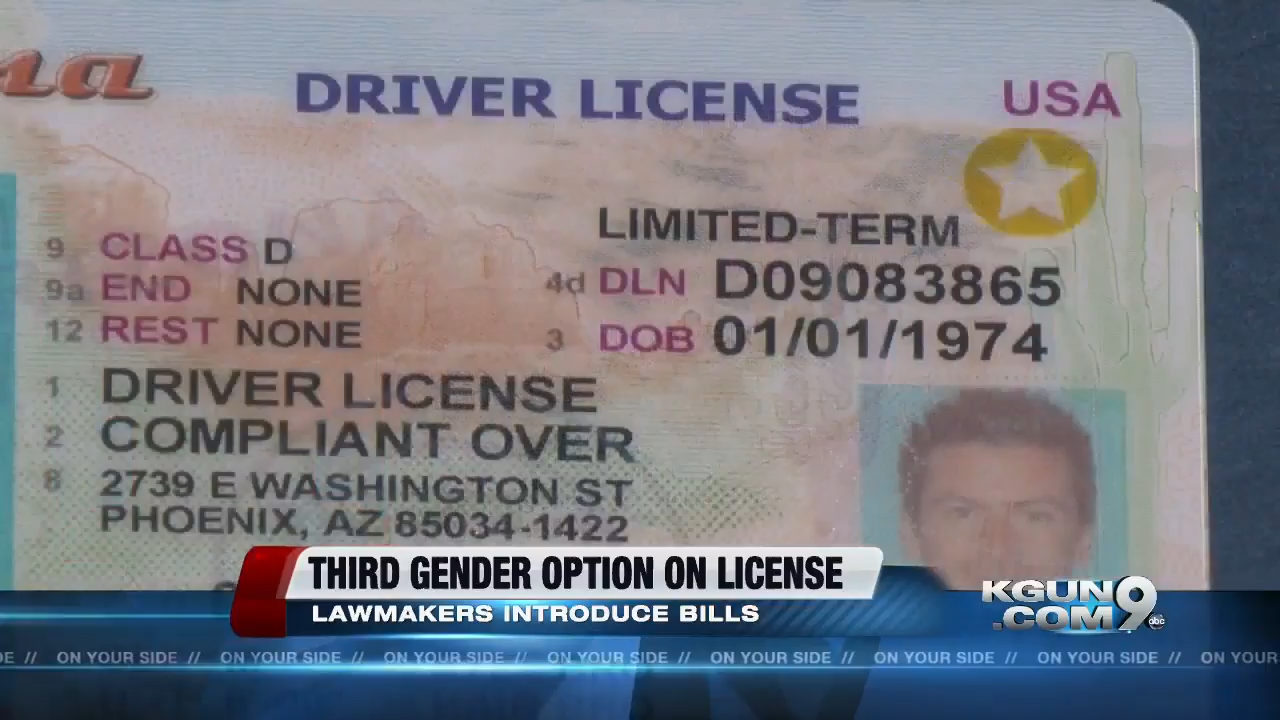 na
DRIVER LICENSE
USA
LIMITED-TERM
9 CLASS D
9a END NONE
4d DLN D09083865
12 REST NONE
3 DOB 01/01/1974
1 DRIVER LICENSE
2 COMPLIANT OVER
8 2739 E WASHINGTON ST
PHOENIX, AZ 85034-1422
THIRD GENDER OPTION ON LICENSE
LAWMAKERS INTRODUCE BILLS
KGUN9
.COM abc
E // ON YOUR SIDE // ON YOUR SIDE // ON YOUR SIDE // ON YOUR SIDE // ON YOUR SIDE // ON YOUR SIDE // ON YOUR SIDE // ON YOUR